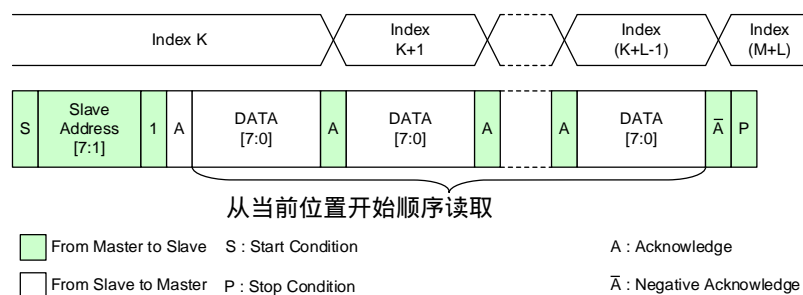 Index K
Index
K+1
Index
(K+L-1)
Index
(M+L)
S
Slave
Address
[7:1]
1
A
DATA
[7:0]
A
DATA
[7:0]
A
A
DATA
[7:0]
A̅
P
从当前位置开始顺序读取
From Master to Slave
S : Start Condition
A : Acknowledge
From Slave to Master
P : Stop Condition
A̅ : Negative Acknowledge